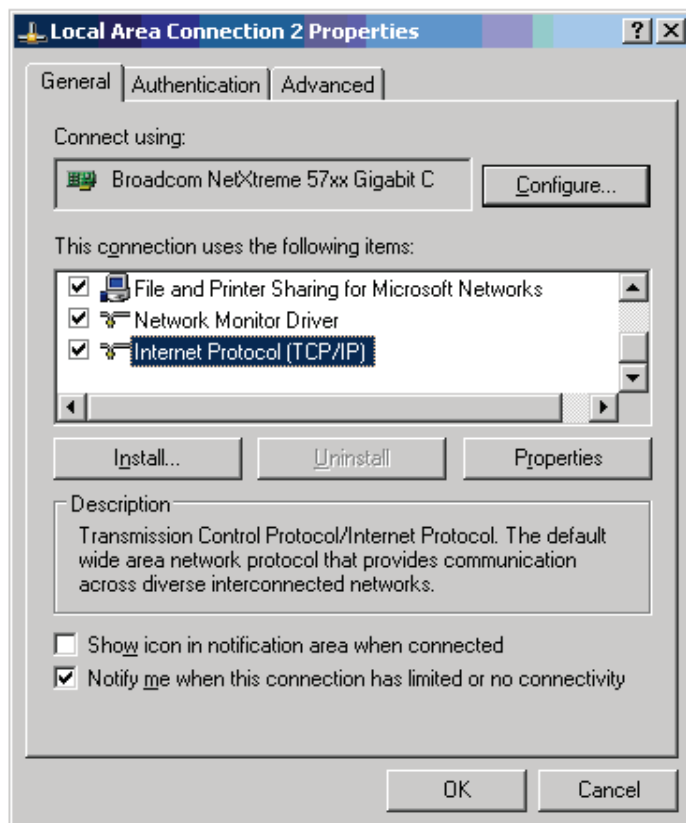 Local Area Connection 2 Properties
?
General
Authentication
Advanced
Connect using:
Broadcom NetXtreme 57xx Gigabit C
Configure...
This connection uses the following items:
File and Printer Sharing for Microsoft Networks
Network Monitor Driver
Internet Protocol (TCP/IP)
Install...
Uninstall
Properties
Description
Transmission Control Protocol/Internet Protocol. The default
wide area network protocol that provides communication
across diverse interconnected networks.
Show icon in notification area when connected
Notify me when this connection has limited or no connectivity
OK
Cancel